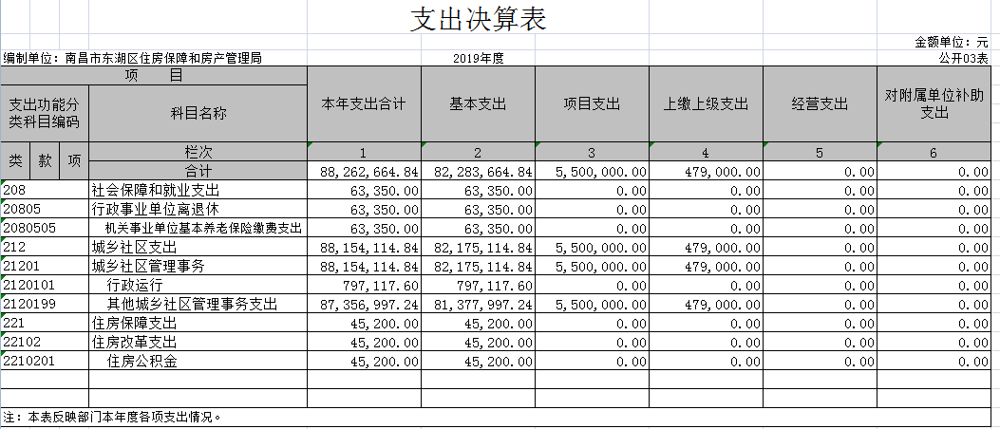 支出决算表
金额单位：元
编制单位：南昌市东湖区住房保障和房产管理局 2019年度 公开03表
项 目 本年支出合计 基本支出 项目支出 上缴上级支出 经营支出 对附属单位补助支出
支出功能分类科目编码 科目名称
类 款 项 栏次 1 2 3 4 5 6
合计 88,262,664.84 82,283,664.84 5,500,000.00 479,000.00 0.00 0.00
208 社会保障和就业支出 63,350.00 63,350.00 0.00 0.00 0.00 0.00
20805 行政事业单位离退休 63,350.00 63,350.00 0.00 0.00 0.00 0.00
2080505 机关事业单位基本养老保险缴费支出 63,350.00 63,350.00 0.00 0.00 0.00 0.00
212 城乡社区支出 88,154,114.84 82,175,114.84 5,500,000.00 479,000.00 0.00 0.00
21201 城乡社区管理事务 88,154,114.84 82,175,114.84 5,500,000.00 479,000.00 0.00 0.00
2120101 行政运行 797,117.60 797,117.60 0.00 0.00 0.00 0.00
2120199 其他城乡社区管理事务支出 87,356,997.24 81,377,997.24 5,500,000.00 479,000.00 0.00 0.00
221 住房保障支出 45,200.00 45,200.00 0.00 0.00 0.00 0.00
22102 住房改革支出 45,200.00 45,200.00 0.00 0.00 0.00 0.00
2210201 住房公积金 45,200.00 45,200.00 0.00 0.00 0.00 0.00
注：本表反映部门本年度各项支出情况。